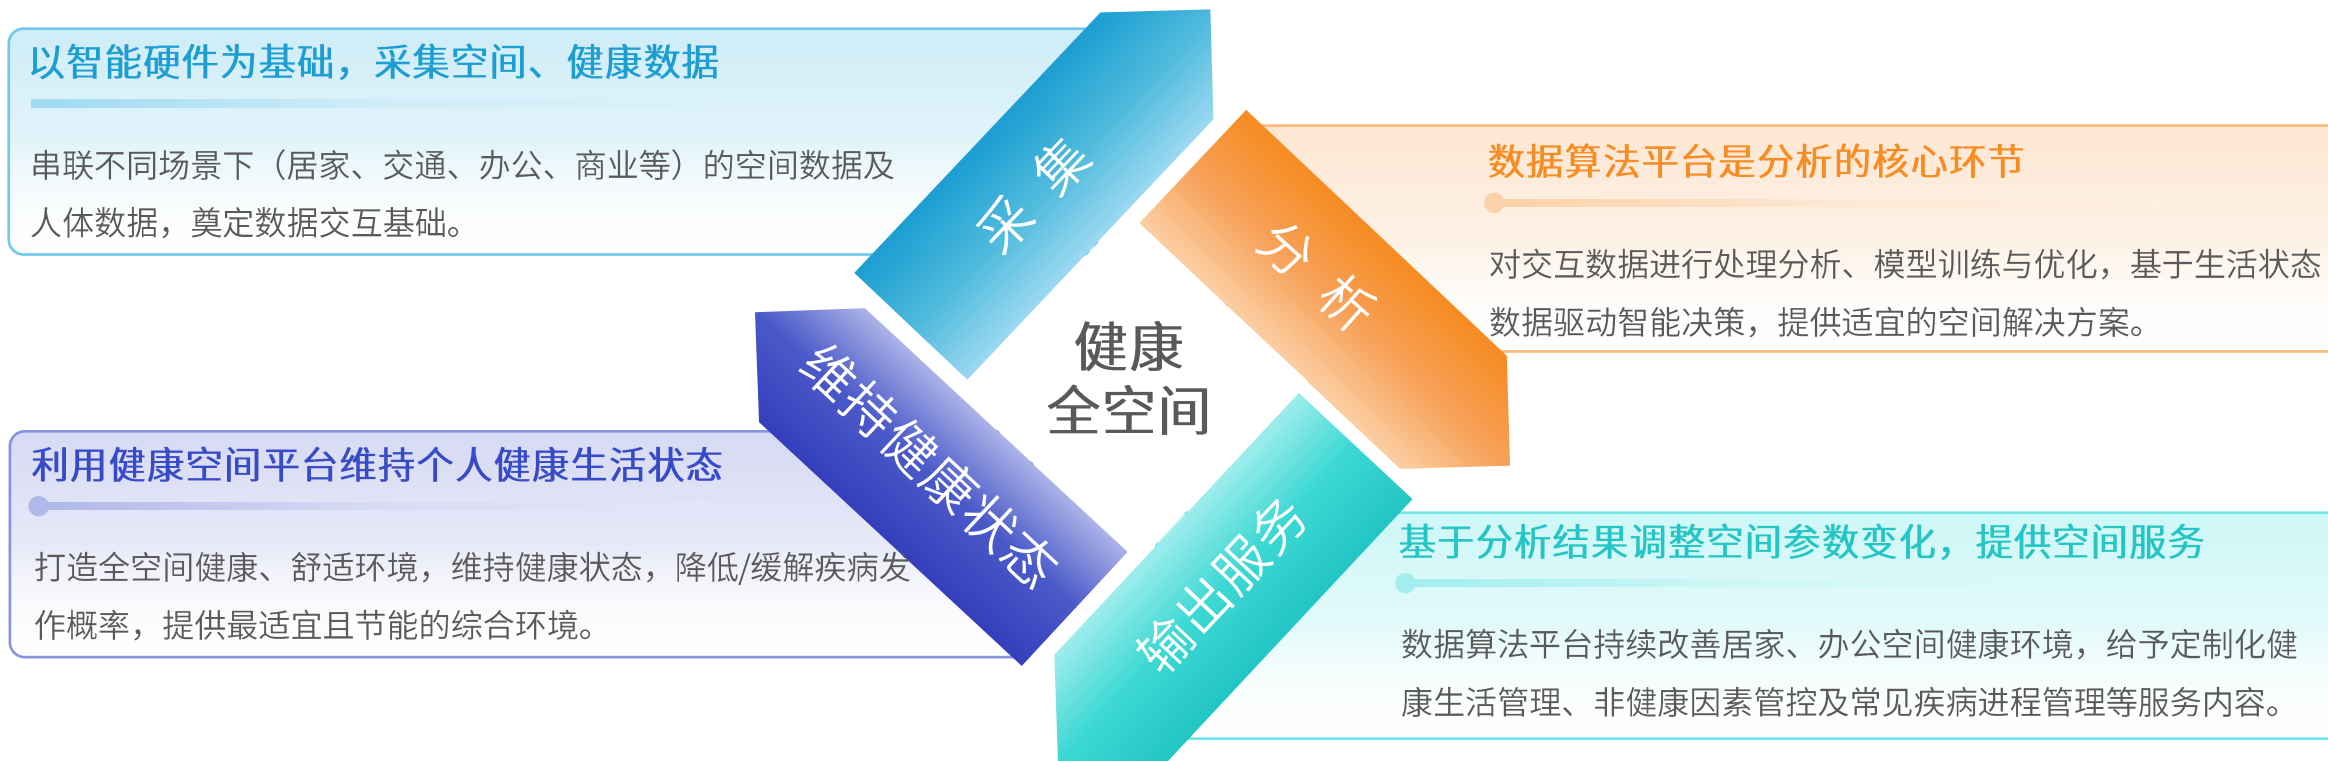 以智能硬件为基础，采集空间、健康数据
串联不同场景下（居家、交通、办公、商业等）的空间数据及
人体数据，奠定数据交互基础。
采集
数据算法平台是分析的核心环节
对交互数据进行处理分析、模型训练与优化，基于生活状态
数据驱动智能决策，提供适宜的空间解决方案。
分析
健康
全空间
利用健康空间平台维持个人健康生活状态
打造全空间健康、舒适环境，维持健康状态，降低/缓解疾病发
作概率，提供最适宜且节能的综合环境。
维持健康状态
基于分析结果调整空间参数变化，提供空间服务
数据算法平台持续改善居家、办公空间健康环境，给予定制化健
康生活管理、非健康因素管控及常见疾病进程管理等服务内容。
输出服务